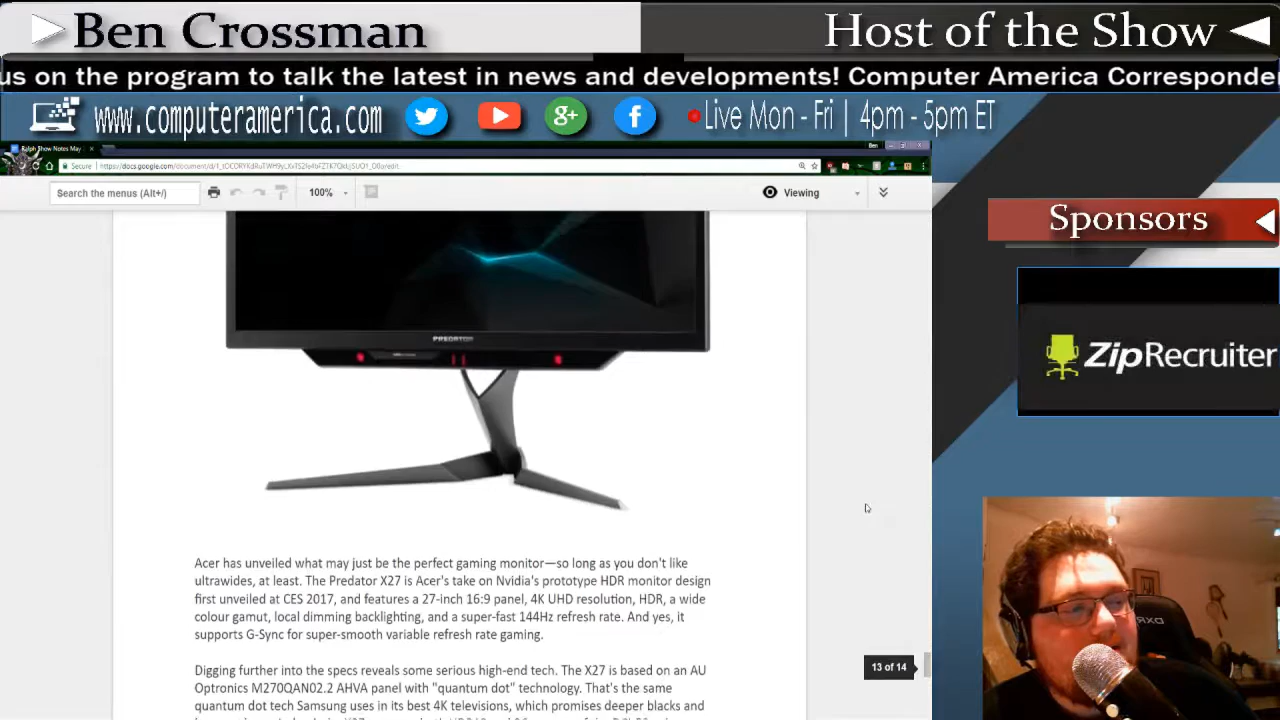 Ben Crossman
Host of the Show
us on the program to talk the latest in news and developments! Computer America Corresponde
www.computeramerica.com
G+
f
Live Mon - Fri | 4pm - 5pm ET
Ralph Show Notes May
Ben
Secure
Search the menus (Alt+/)
100%
Viewing
Sponsors
ZipRecruiter
PREDATOR
Acer has unveiled what may just be the perfect gaming monitor—so long as you don't like
ultrawides, at least. The Predator X27 is Acer's take on Nvidia's prototype HDR monitor design
first unveiled at CES 2017, and features a 27-inch 16:9 panel, 4K UHD resolution, HDR, a wide
colour gamut, local dimming backlighting, and a super-fast 144Hz refresh rate. And yes, it
supports G-Sync for super-smooth variable refresh rate gaming.
13 of 14
Digging further into the specs reveals some serious high-end tech. The X27 is based on an AU
Optronics M270QAN02.2 AHVA panel with "quantum dot" technology. That's the same
quantum dot tech Samsung uses in its best 4K televisions, which promises deeper blacks and
DXR